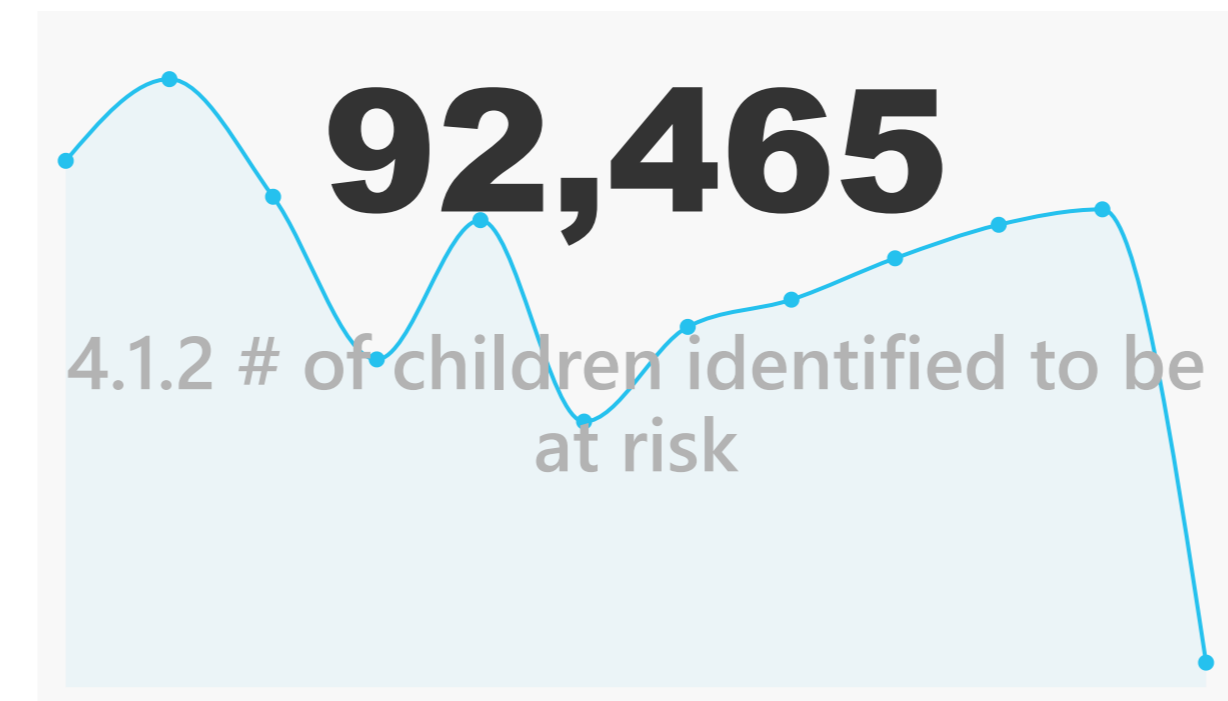 92,465
4.1.2 # of children identified to be
at risk